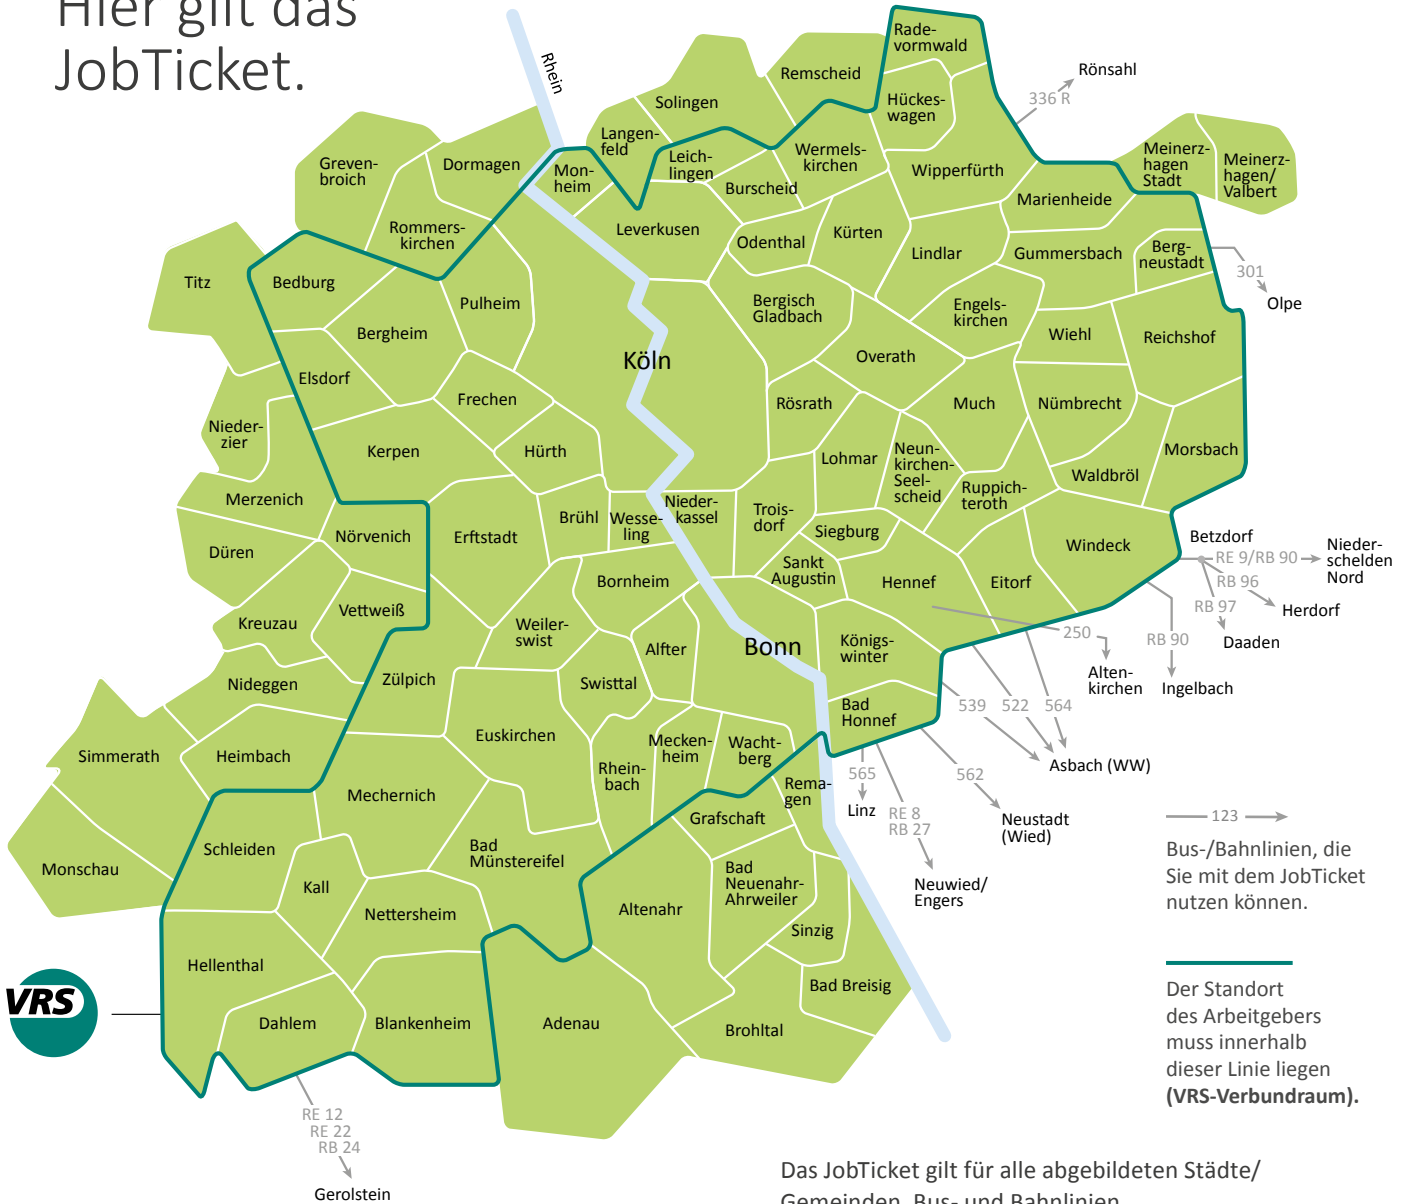 Hier gilt das
JobTicket.
Rhein
Rade-
vormwald
Remscheid
Rönsahl
336 R
Hückes-
wagen
Solingen
Langen-
feld
Leich-
lingen
Wermels-
kirchen
Wipperfürth
Meinerz-
hagen
Stadt
Meinerz-
hagen/
Valbert
Greven-
broich
Dormagen
Mon-
heim
Burscheid
Marienheide
Rommers-
kirchen
Leverkusen
Odenthal
Kürten
Lindlar
Gummersbach
Berg-
neustadt
301
Olpe
Titz
Bedburg
Pulheim
Bergheim
Bergisch
Gladbach
Engels-
kirchen
Wiehl
Reichshof
Köln
Overath
Elsdorf
Frechen
Rösrath
Much
Nümbrecht
Nieder-
zier
Kerpen
Hürth
Lohmar
Neun-
kirchen-
Seel-
scheid
Morsbach
Waldbröl
Ruppich-
teroth
Merzenich
Nörvenich
Erftstadt
Brühl
Wesse-
ling
Nieder-
kassel
Trois-
dorf
Siegburg
Windeck
Betzdorf
RE 9/RB 90
Nieder-
schelden
Nord
Düren
Sankt
Augustin
Hennef
Eitorf
RB 96
Herdorf
RB 97
Daaden
Bornheim
Vettweiß
Kreuzau
Weiler-
swist
Alfter
Bonn
Königs-
winter
250
Alten-
kirchen
RB 90
Ingelbach
Nideggen
Zülpich
Swisttal
Bad
Honnef
539
522
564
Asbach (WW)
Simmerath
Heimbach
Euskirchen
Rhein-
bach
Mecken-
heim
Wacht-
berg
Rema-
gen
565
Linz
562
Neustadt
(Wied)
RE 8
RB 27
Neuwied/
Engers
Mechernich
Grafschaft
Monschau
Schleiden
Kall
Bad
Münstereifel
Nettersheim
Altenahr
Bad
Neuenahr-
Ahrweiler
Sinzig
Hellenthal
Bad Breisig
Dahlem
Blankenheim
Adenau
Brohltal
VRS
RE 12
RE 22
RB 24
Gerolstein
123
Bus-/Bahnlinien, die
Sie mit dem JobTicket
nutzen können.
Der Standort
des Arbeitgebers
muss innerhalb
dieser Linie liegen
(VRS-Verbundraum).
Das JobTicket gilt für alle abgebildeten Städte/
Gemeinden, Bus- und Bahnlinien